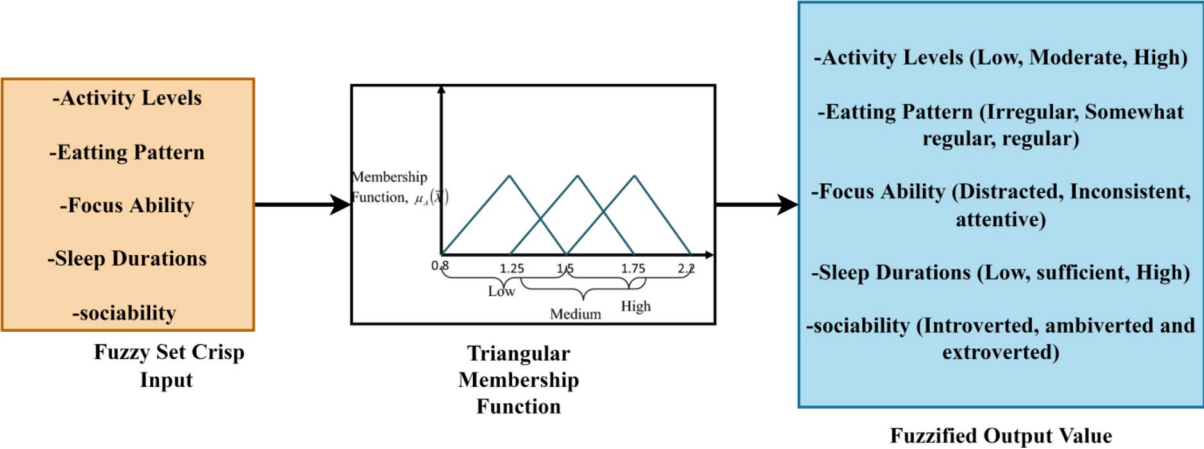 -Activity Levels
-Eatting Pattern
-Focus Ability
-Sleep Durations
-sociability
Fuzzy Set Crisp
Input
Membership
Function, μ_A(X̄)
0.8 1.25 1.5 1.75 2.2
Low
Medium
High
Triangular
Membership
Function
-Activity Levels (Low, Moderate, High)
-Eatting Pattern (Irregular, Somewhat
regular, regular)
-Focus Ability (Distracted, Inconsistent,
attentive)
-Sleep Durations (Low, sufficient, High)
-sociability (Introverted, ambiverted and
extroverted)
Fuzzified Output Value